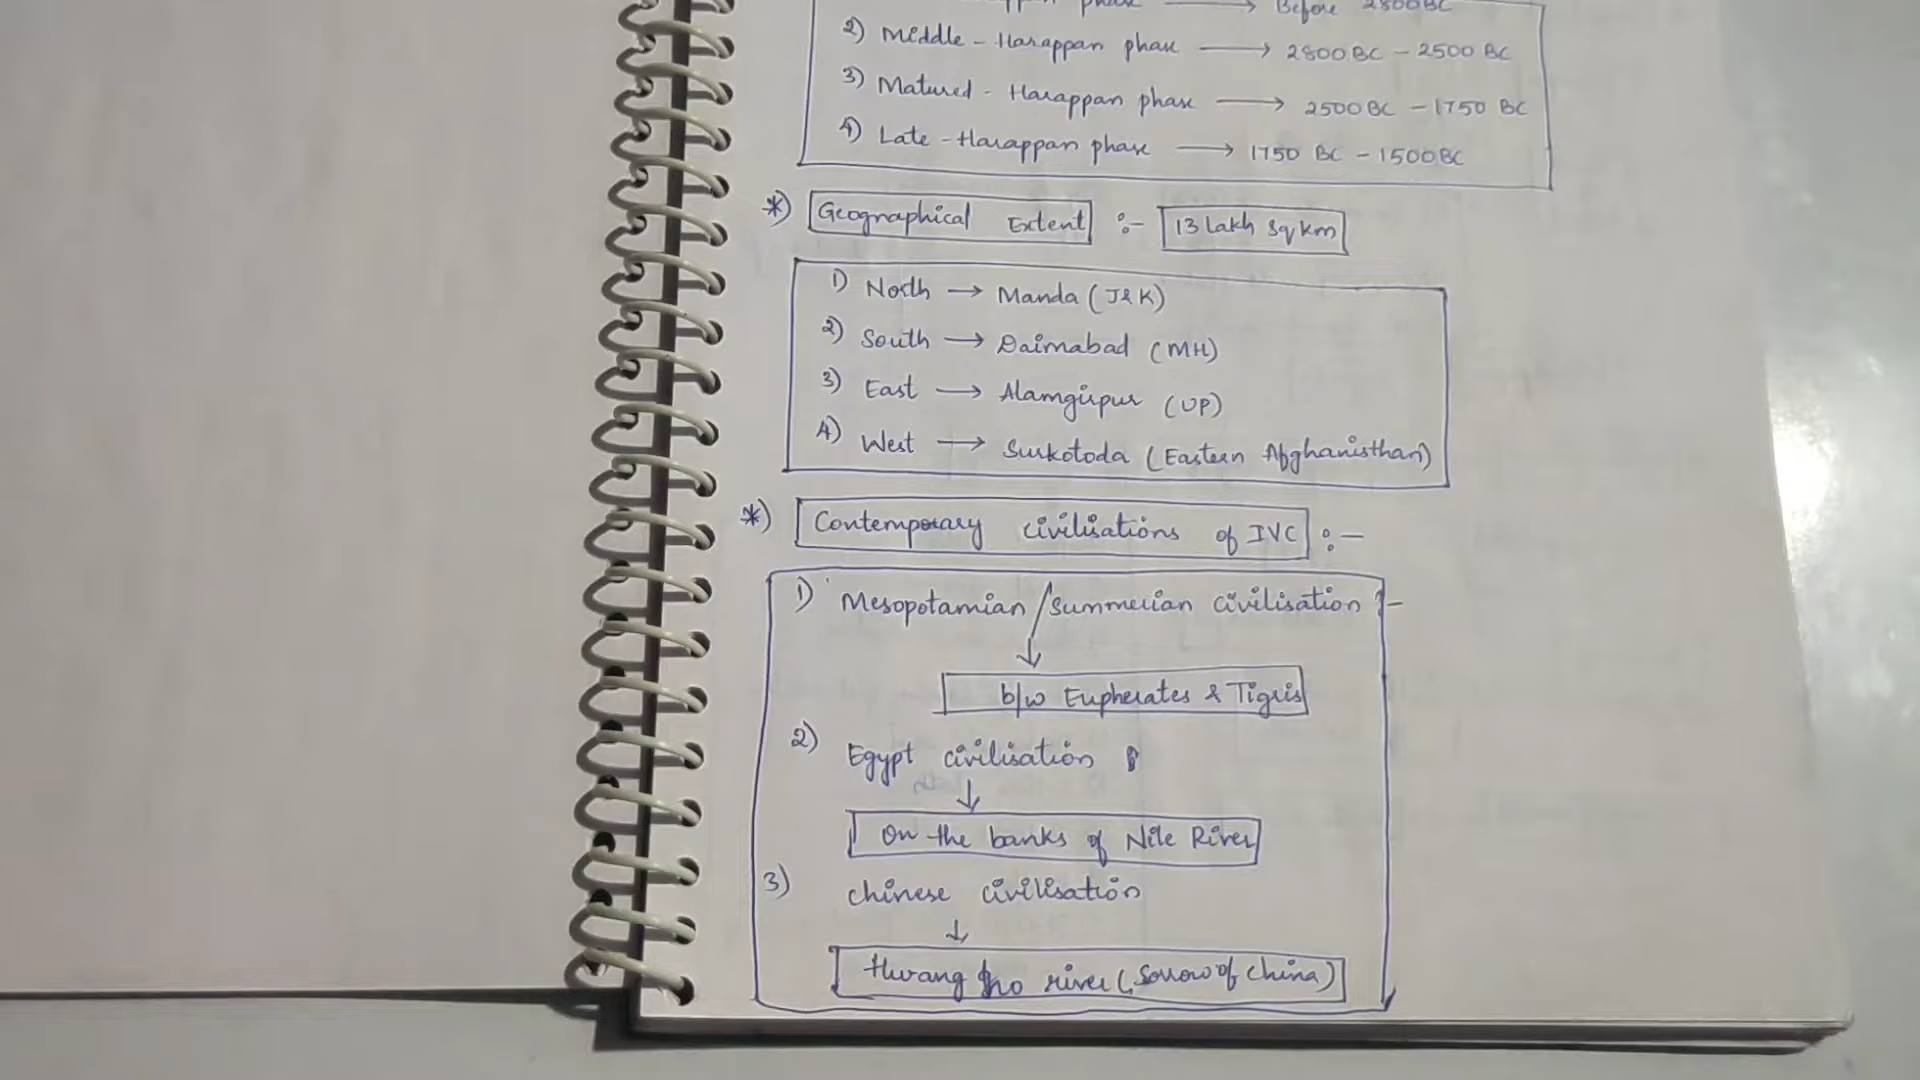 phase → Before 2800BC
2) Middle - Harappan phase → 2800 BC - 2500 BC
3) Matured - Harappan phase → 2500 BC - 1750 BC
4) Late - Harappan phase → 1750 BC - 1500 BC
*) Geographical Extent :- 13 lakh sq km
1) North → Manda (J&K)
2) South → Daimabad (MH)
3) East → Alamgirpur (UP)
4) West → Surkotoda (Eastern Afghanisthan)
*) Contemporary civilisations of IVC :-
1) Mesopotamian / Summerian civilisation :-
↓
b/w Eupherates & Tigris
2) Egypt civilisation
↓
On the banks of Nile River
3) Chinese civilisation
↓
Hwang ho river (Sorrow of China)